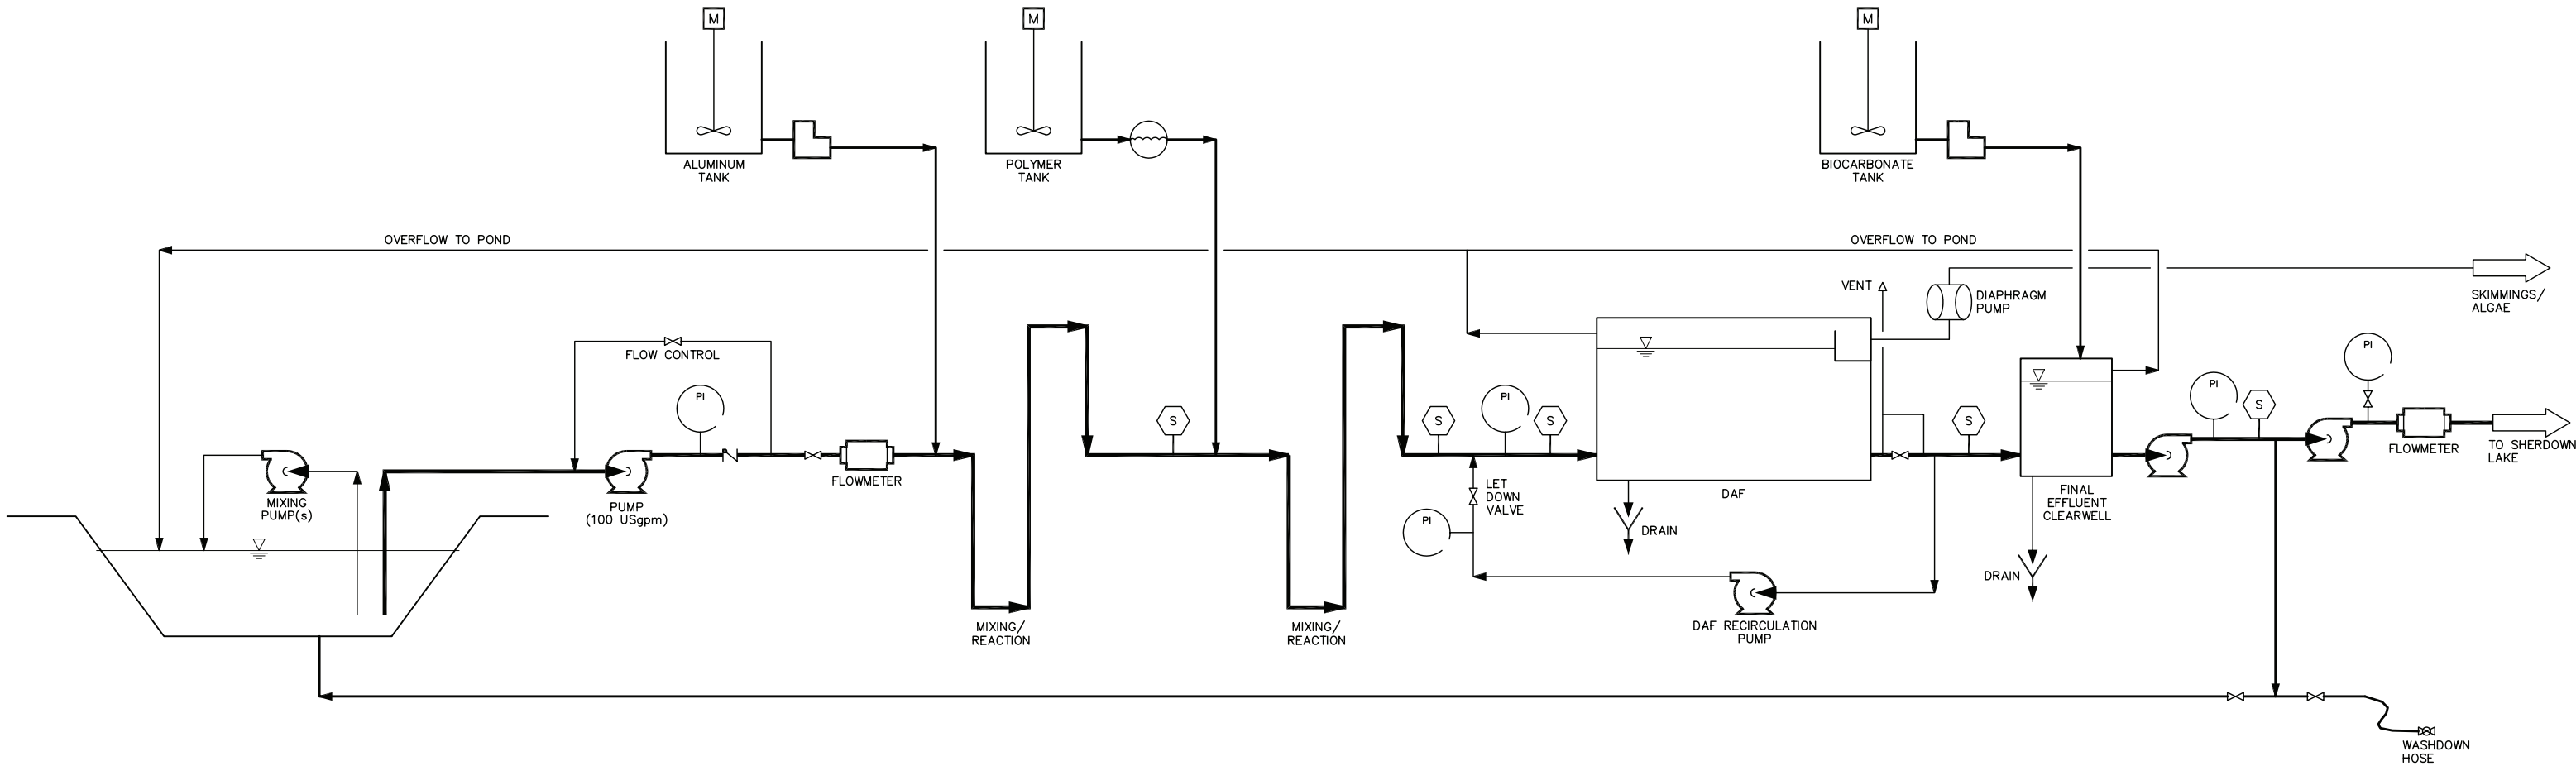 M
M
M
ALUMINUM
TANK
POLYMER
TANK
BIOCARBONATE
TANK
OVERFLOW TO POND
OVERFLOW TO POND
VENT
DIAPHRAGM
PUMP
SKIMMINGS/
ALGAE
FLOW CONTROL
PI
PI
PI
PI
S
S
S
S
S
TO SHERDOWN
LAKE
FLOWMETER
FLOWMETER
MIXING
PUMP(s)
PUMP
(100 USgpm)
LET
DOWN
VALVE
PI
DAF
DRAIN
FINAL
EFFLUENT
CLEARWELL
DRAIN
MIXING/
REACTION
MIXING/
REACTION
DAF RECIRCULATION
PUMP
WASHDOWN
HOSE